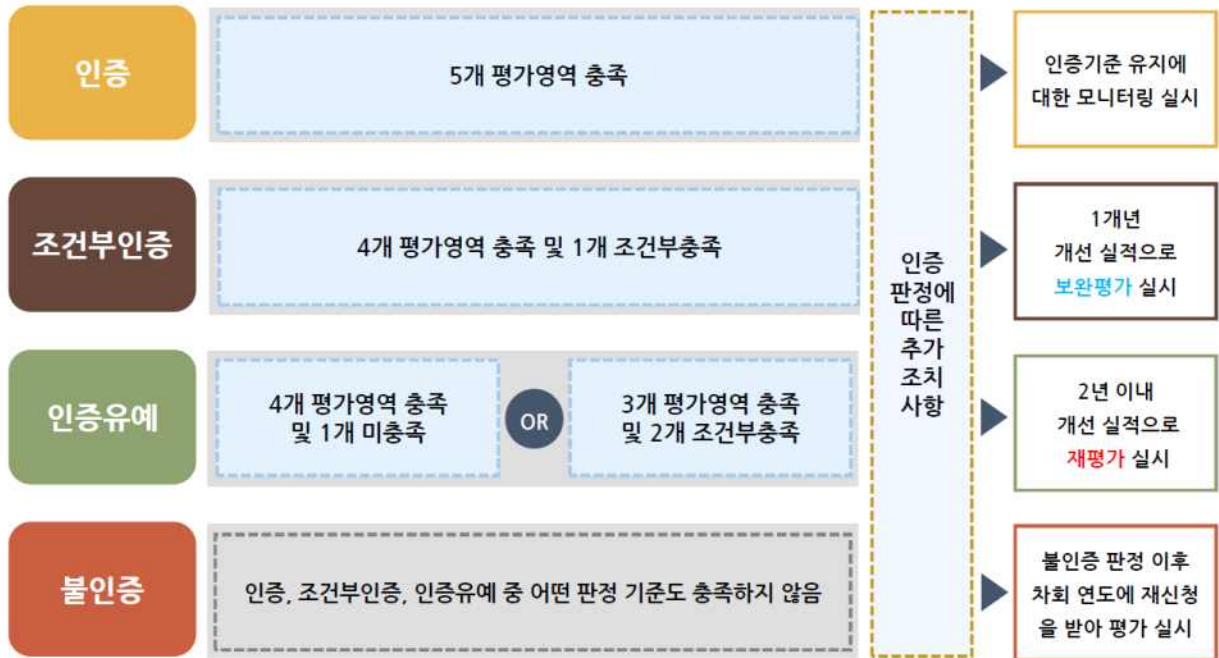 인증
5개 평가영역 충족
인증기준 유지에
대한 모니터링 실시
조건부인증
4개 평가영역 충족 및 1개 조건부충족
1개년
개선 실적으로
보완평가 실시
인증
판정에
따른
추가
조치
사항
인증유예
4개 평가영역 충족
및 1개 미충족
OR
3개 평가영역 충족
및 2개 조건부충족
2년 이내
개선 실적으로
재평가 실시
불인증
인증, 조건부인증, 인증유예 중 어떤 판정 기준도 충족하지 않음
불인증 판정 이후
차회 연도에 재신청
을 받아 평가 실시